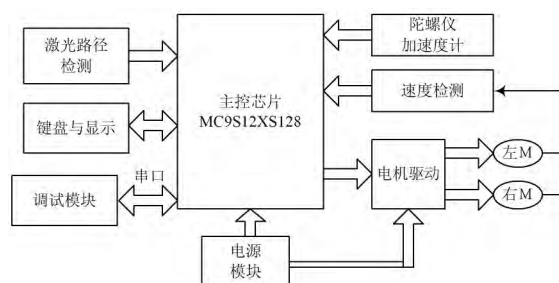 激光路径
检测
键盘与显示
串口
调试模块
主控芯片
MC9S12XS128
陀螺仪
加速度计
速度检测
电机驱动
左M
右M
电源
模块